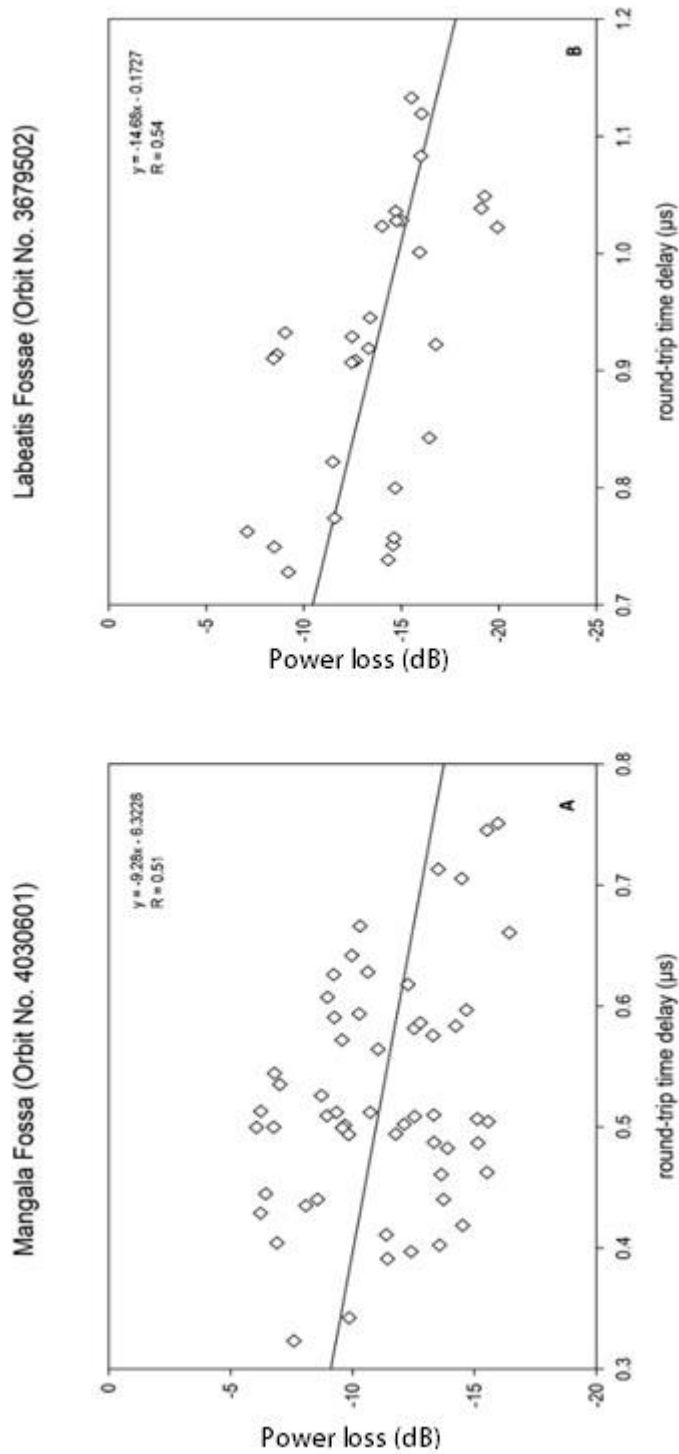 Mangala Fossa (Orbit No. 4030601)
y = -9.28x - 6.3226
R = 0.51
0
-5
-10
-15
-20
Power loss (dB)
A
0.3
0.4
0.5
0.6
0.7
0.8
round-trip time delay (µs)
Labeatis Fossae (Orbit No. 3679502)
y = -14.68x - 0.1727
R = 0.54
0
-5
-10
-15
-20
-25
Power loss (dB)
B
0.7
0.8
0.9
1.0
1.1
1.2
round-trip time delay (µs)